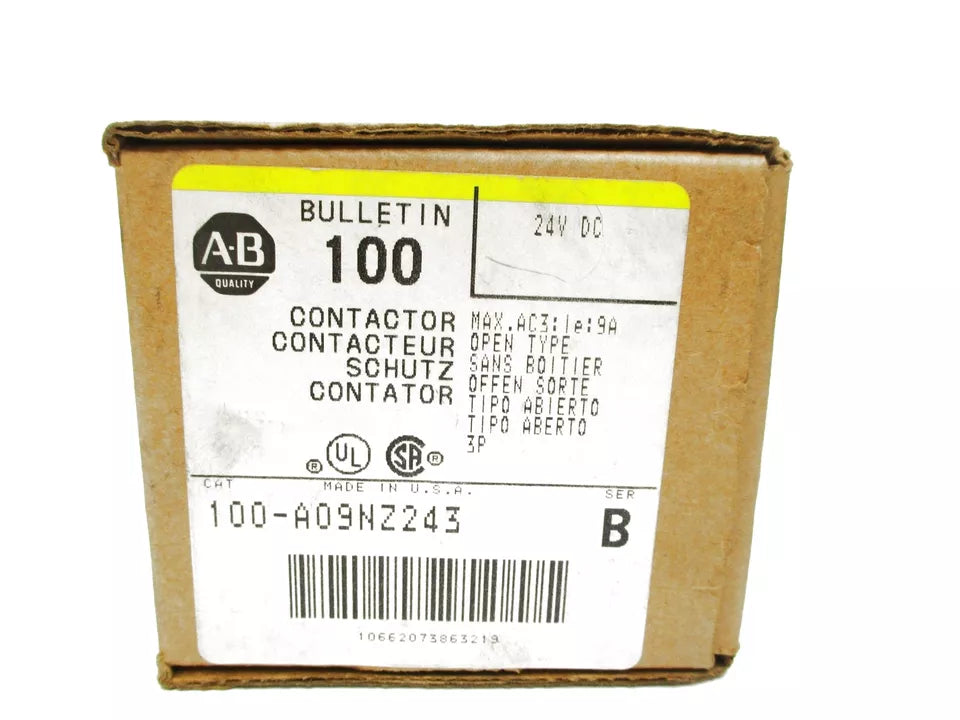 A-B
QUALITY
BULLETIN
100
24V DC
CONTACTOR
CONTACTEUR
SCHUTZ
CONTATOR
MAX.AC3:Ie:9A
OPEN TYPE
SANS BOITIER
OFFEN SORTE
TIPO ABIERTO
TIPO ABERTO
3P
® UL SA ®
CAT MADE IN U.S.A. SER
100-A09NZ243 B
10662073863219